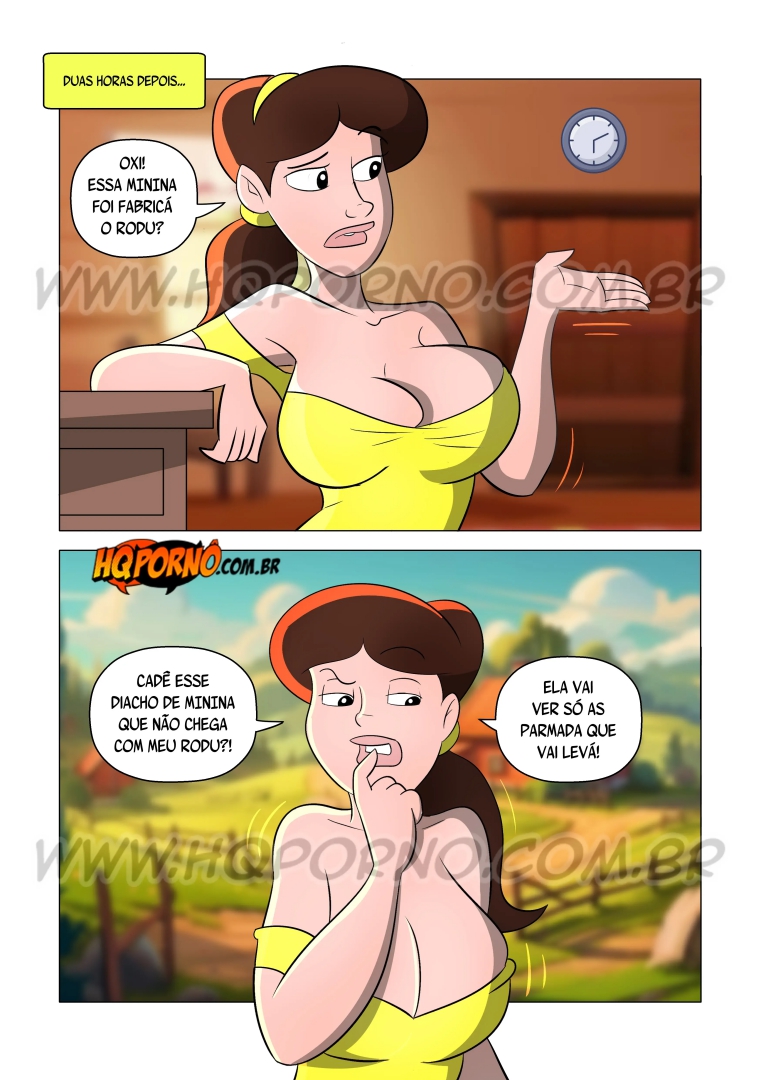 DUAS HORAS DEPOIS...
OXI!
ESSA MININA
FOI FABRICÁ
O RODU?
WWW.HQPORNO.COM.BR
HQPORNÔ.COM.BR
CADÊ ESSE
DIACHO DE MININA
QUE NÃO CHEGA
COM MEU RODU?!
ELA VAI
VER SÓ AS
PARMADA QUE
VAI LEVÁ!
WWW.HQPORNO.COM.BR